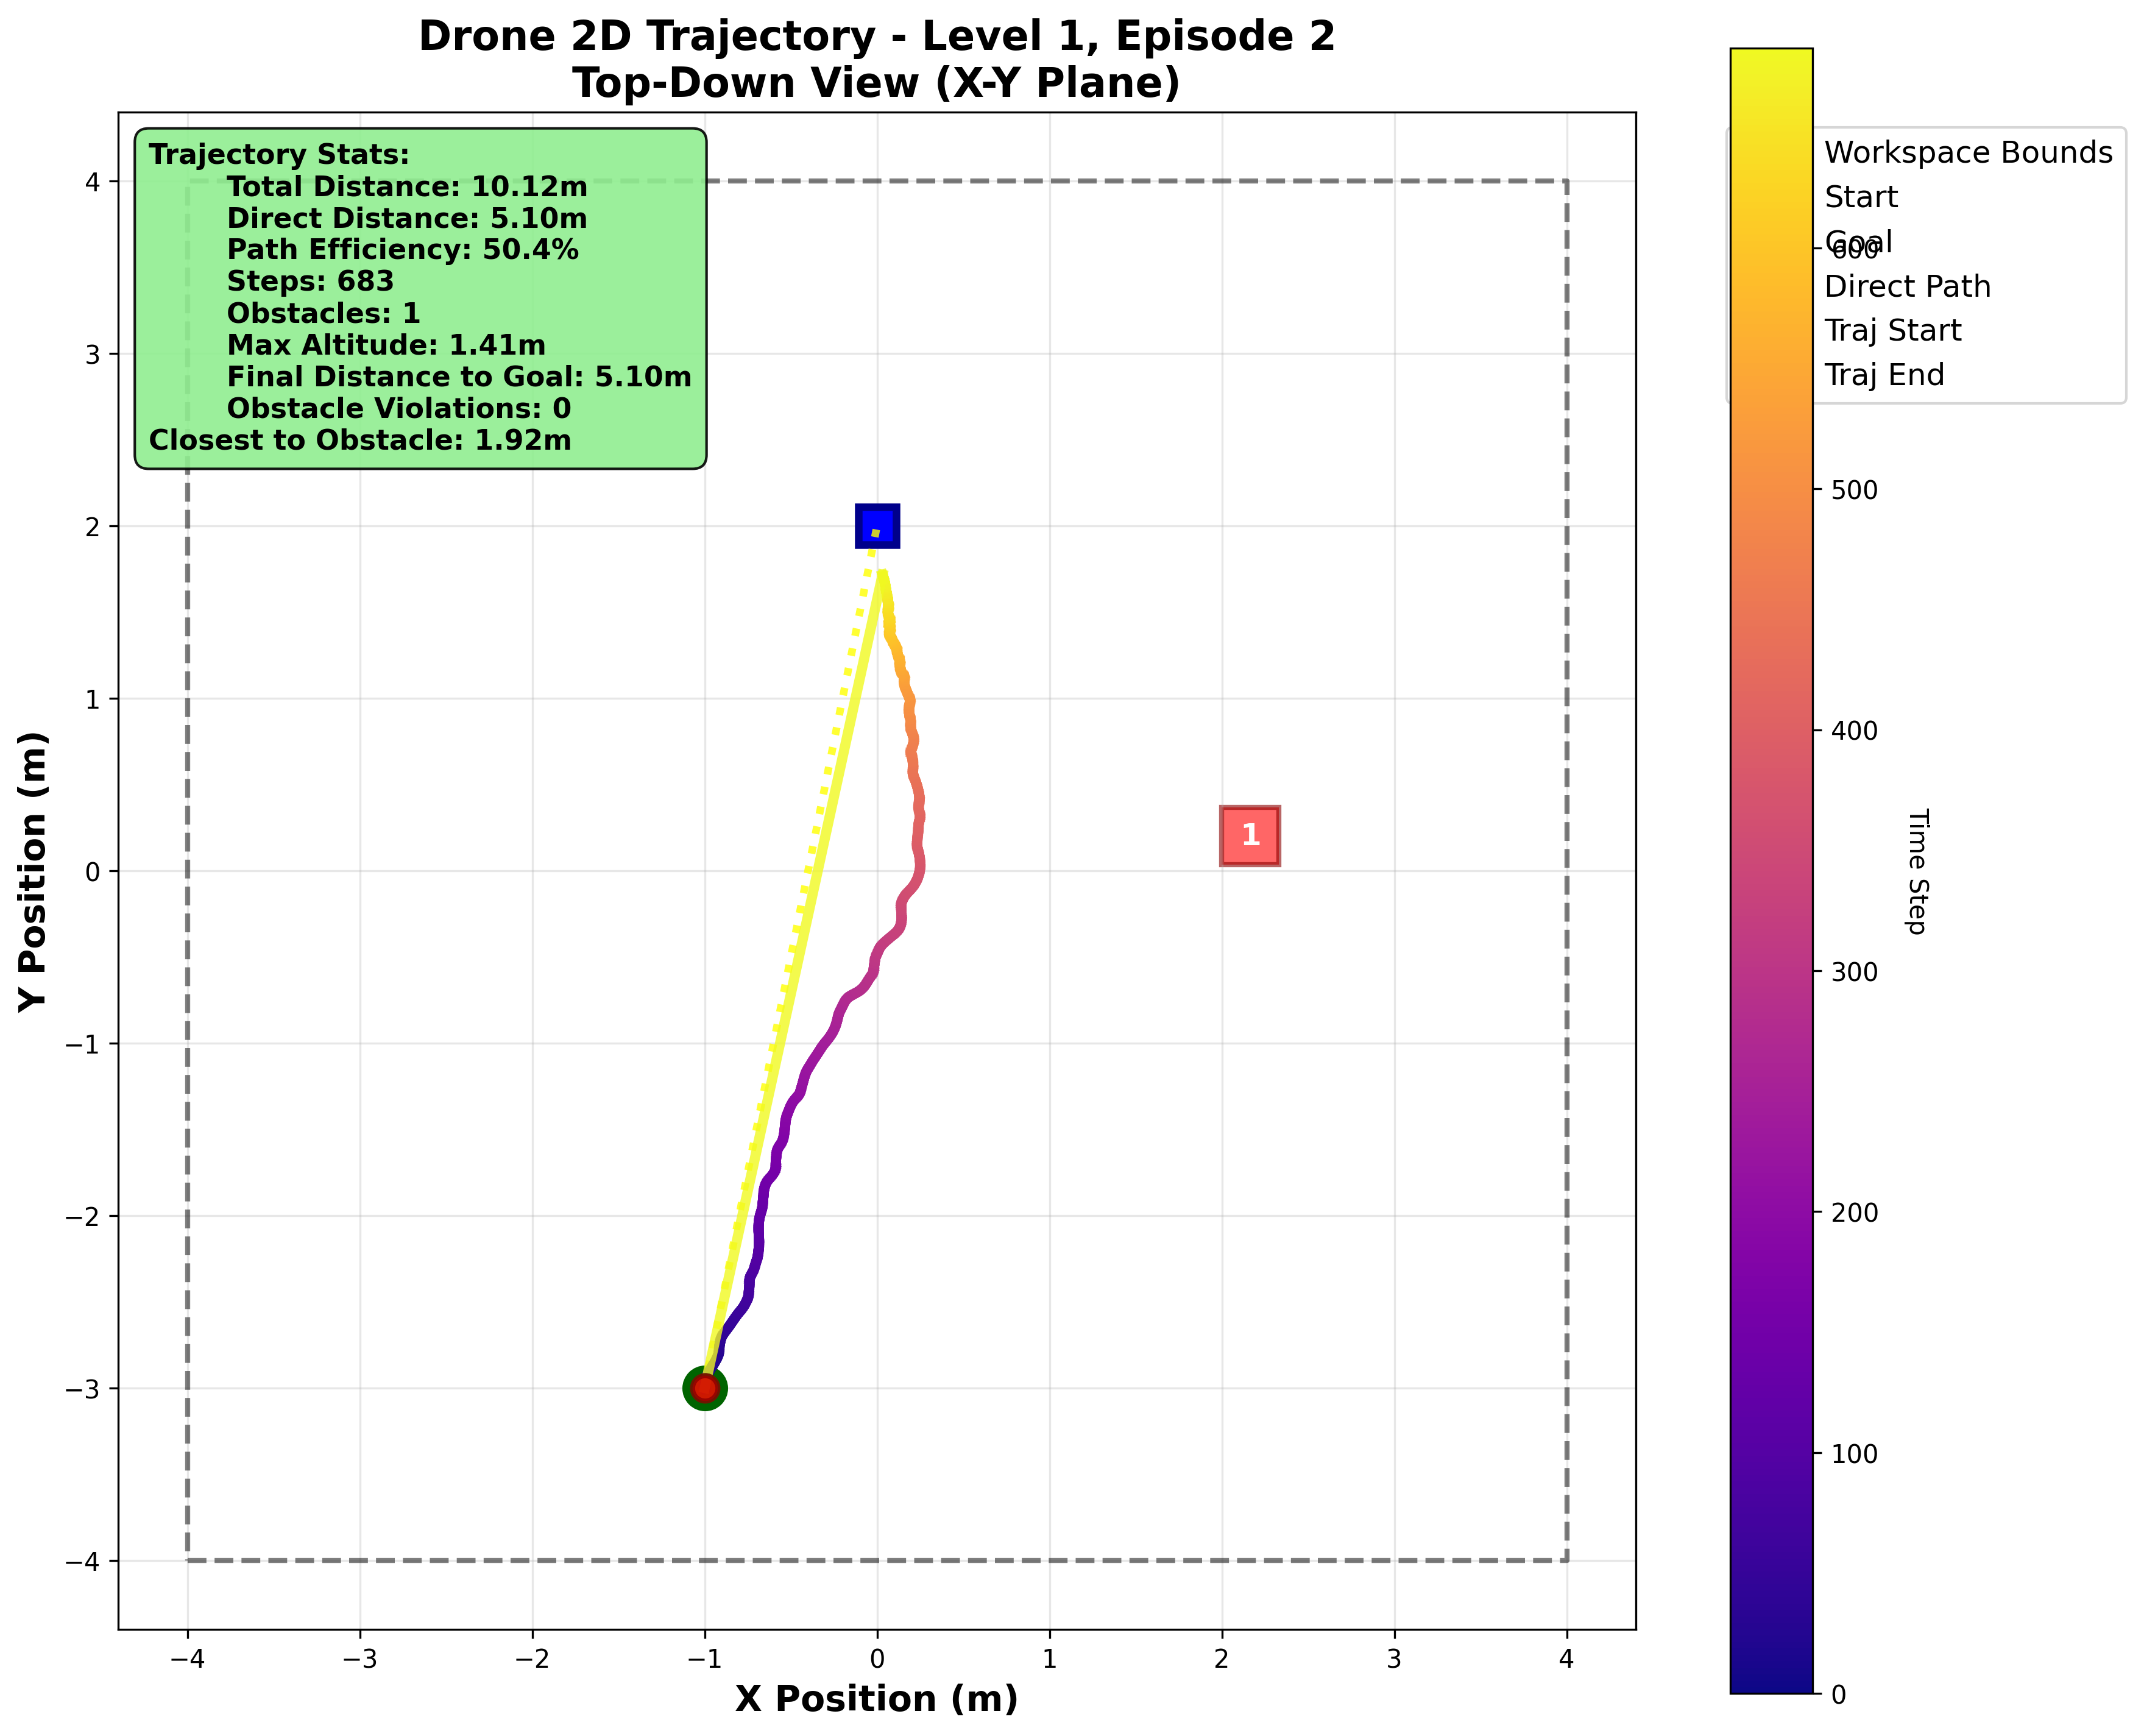 Drone 2D Trajectory - Level 1, Episode 2
Top-Down View (X-Y Plane)
Trajectory Stats:
Total Distance: 10.12m
Direct Distance: 5.10m
Path Efficiency: 50.4%
Steps: 683
Obstacles: 1
Max Altitude: 1.41m
Final Distance to Goal: 5.10m
Obstacle Violations: 0
Closest to Obstacle: 1.92m
Y Position (m)
4
3
2
1
0
−1
−2
−3
−4
1
−4
−3
−2
−1
0
1
2
3
4
X Position (m)
Workspace Bounds
Start
Goal
Direct Path
Traj Start
Traj End
600
500
400
300
200
100
0
Time Step